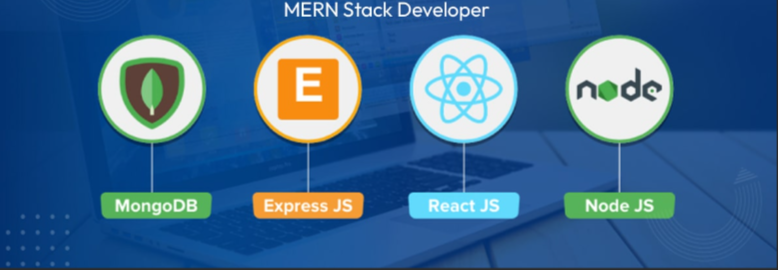 MERN Stack Developer
E
node
MongoDB
Express JS
React JS
Node JS